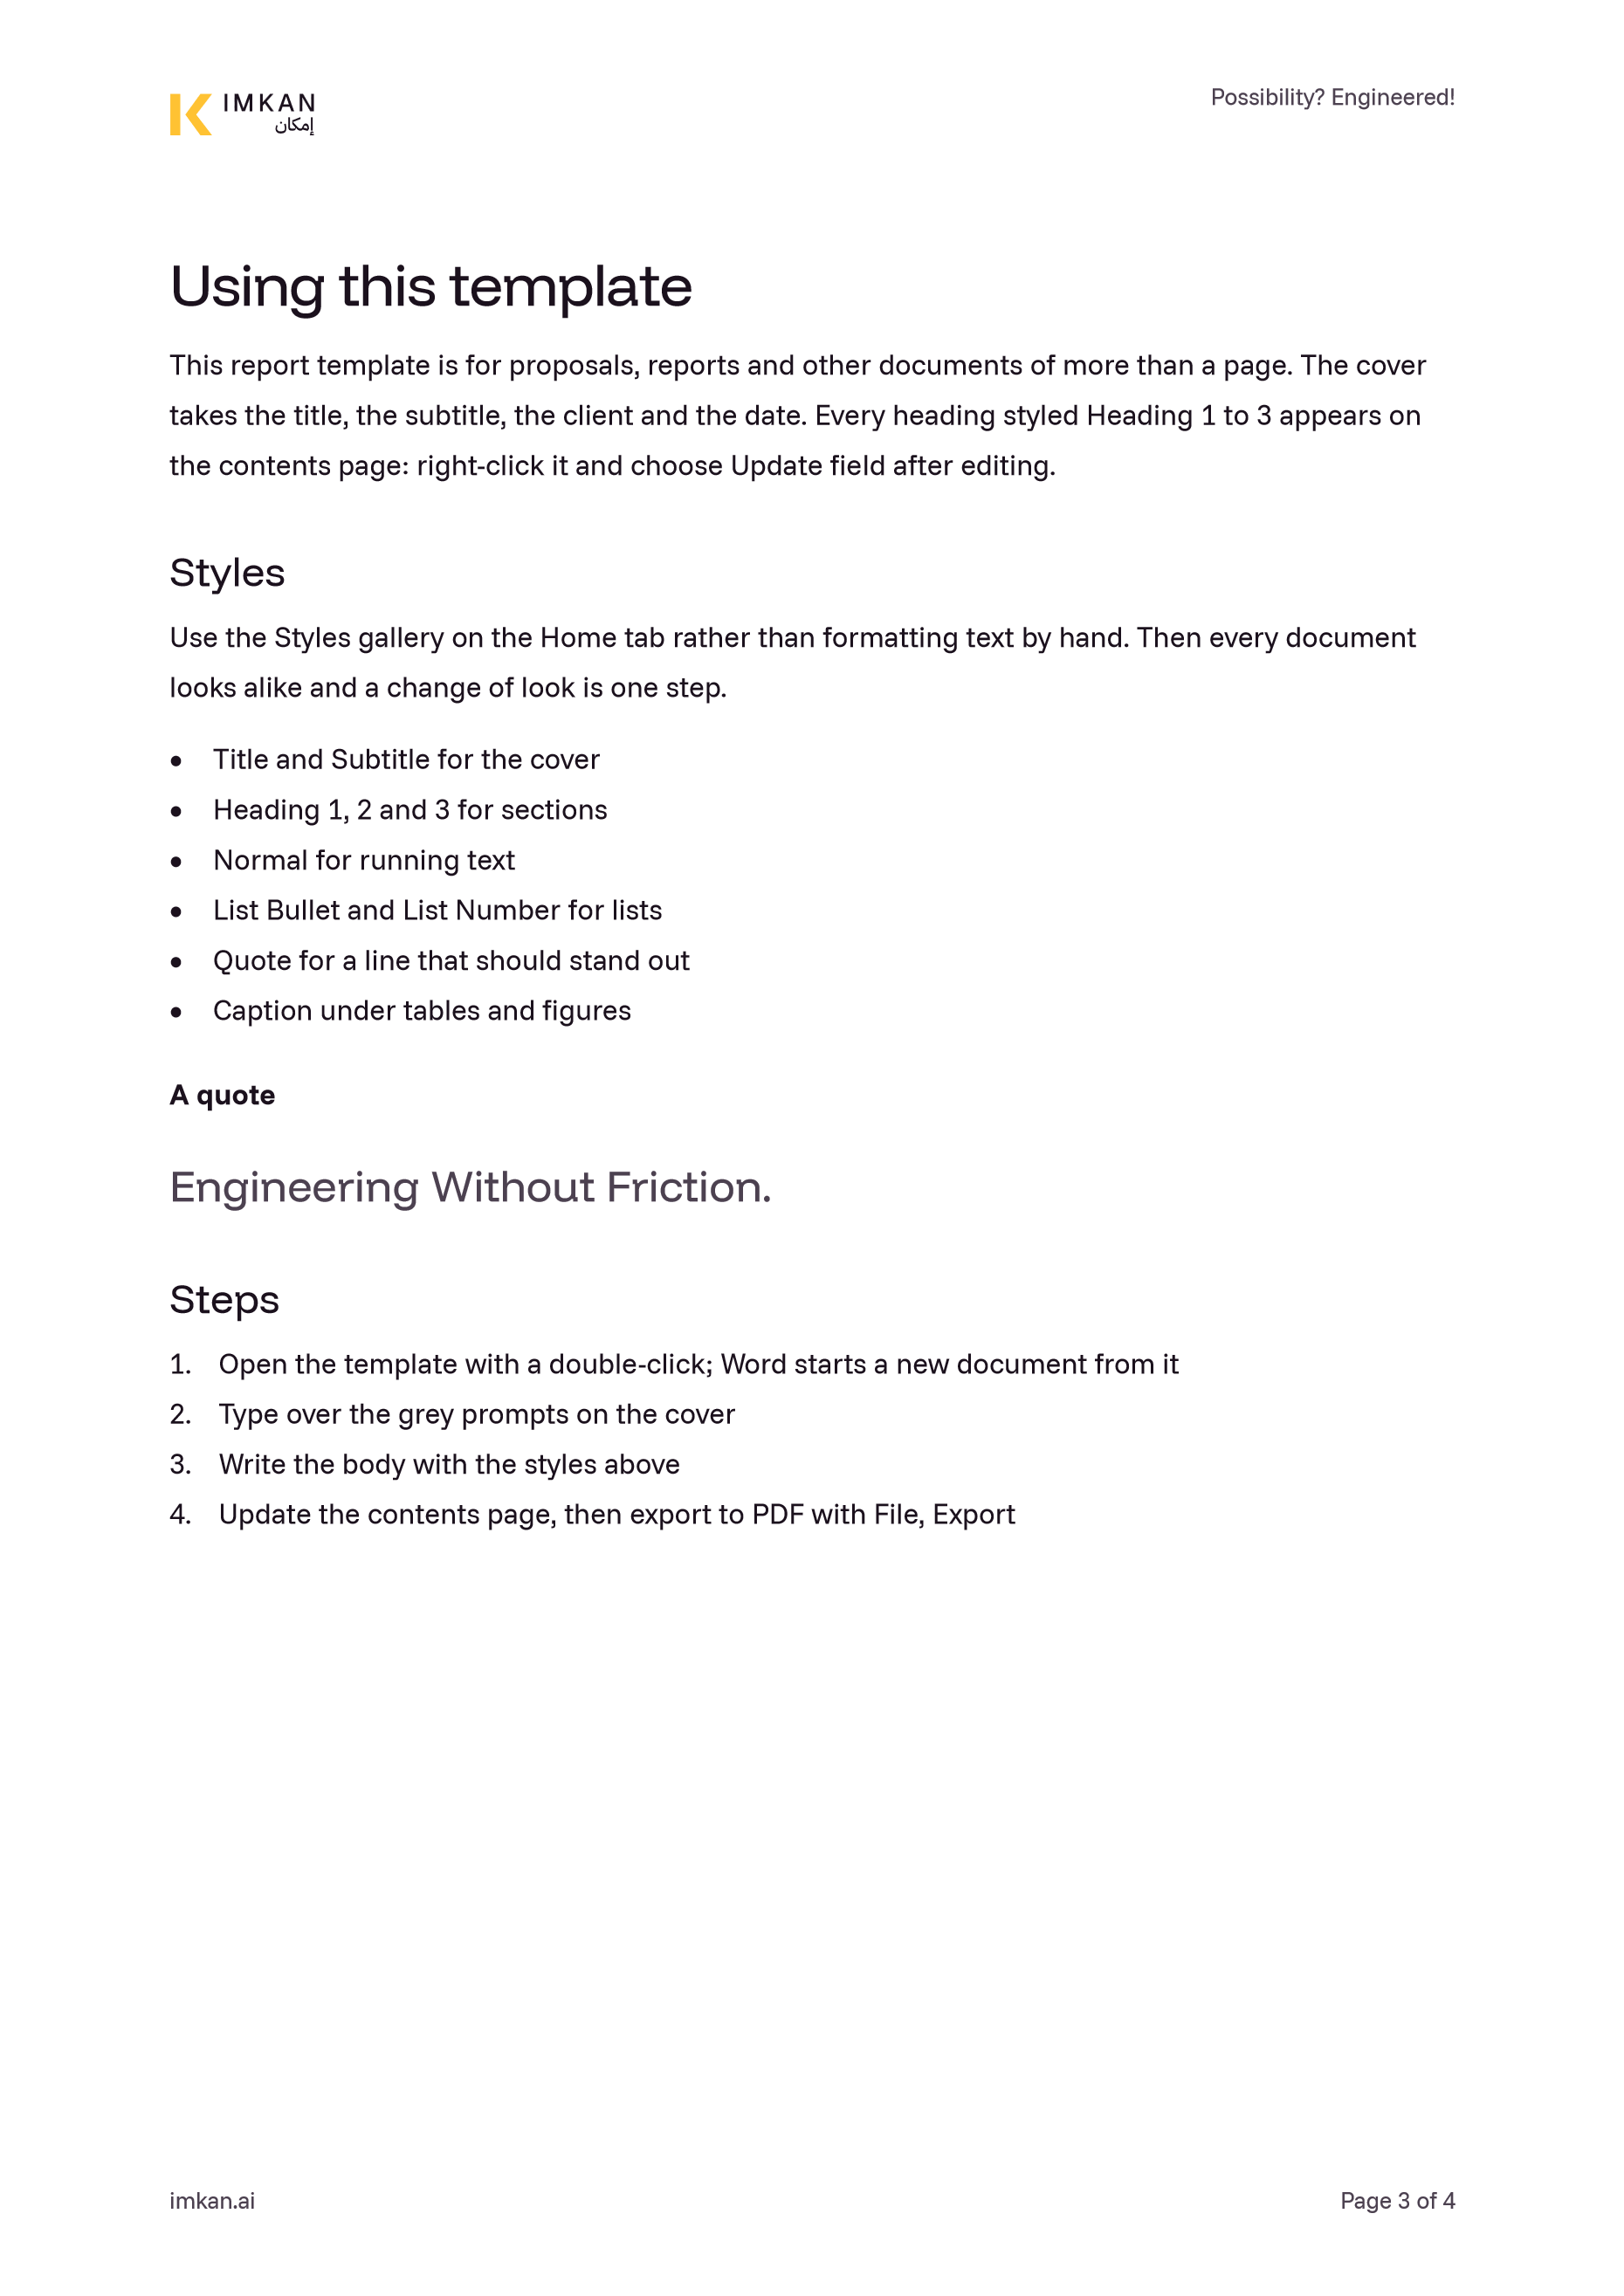 IMKAN
إمكان
Possibility? Engineered!
Using this template
This report template is for proposals, reports and other documents of more than a page. The cover
takes the title, the subtitle, the client and the date. Every heading styled Heading 1 to 3 appears on
the contents page: right-click it and choose Update field after editing.
Styles
Use the Styles gallery on the Home tab rather than formatting text by hand. Then every document
looks alike and a change of look is one step.
• Title and Subtitle for the cover
• Heading 1, 2 and 3 for sections
• Normal for running text
• List Bullet and List Number for lists
• Quote for a line that should stand out
• Caption under tables and figures
A quote
Engineering Without Friction.
Steps
1. Open the template with a double-click; Word starts a new document from it
2. Type over the grey prompts on the cover
3. Write the body with the styles above
4. Update the contents page, then export to PDF with File, Export
imkan.ai
Page 3 of 4